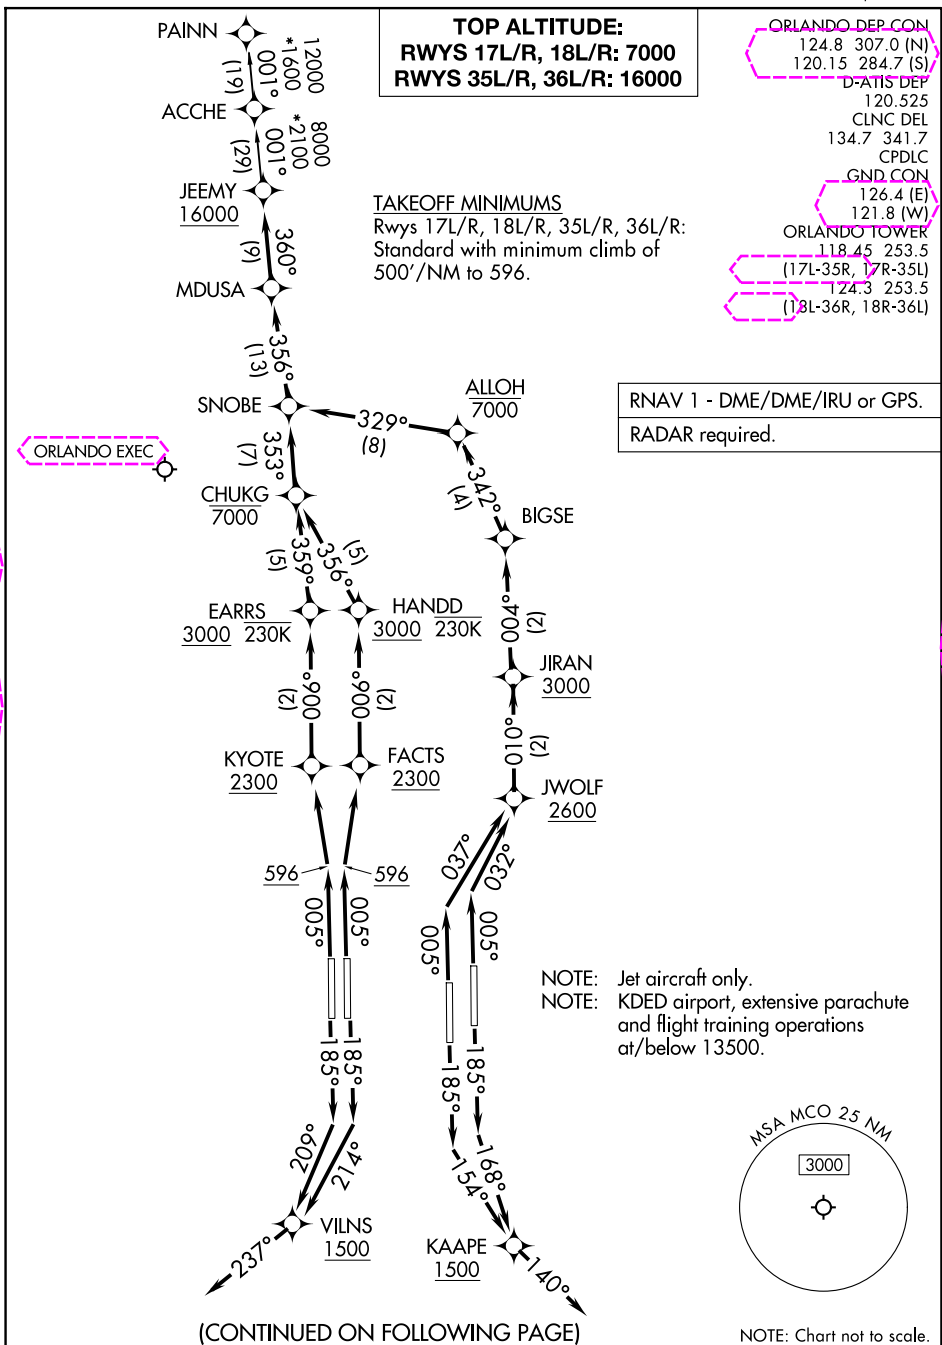 TOP ALTITUDE:
RWYS 17L/R, 18L/R: 7000
RWYS 35L/R, 36L/R: 16000
ORLANDO DEP CON
124.8 307.0 (N)
120.15 284.7 (S)
D-ATIS DEP
120.525
CLNC DEL
134.7 341.7
CPDLC
GND CON
126.4 (E)
121.8 (W)
ORLANDO TOWER
118.45 253.5
(17L-35R, 17R-35L)
124.3 253.5
(18L-36R, 18R-36L)
PAINN
12000
*1600
001°
(19)
ACCHE
8000
*2100
001°
(29)
JEEMY
16000
360°
(9)
MDUSA
356°
(13)
SNOBE
TAKEOFF MINIMUMS
Rwys 17L/R, 18L/R, 35L/R, 36L/R:
Standard with minimum climb of
500'/NM to 596.
RNAV 1 - DME/DME/IRU or GPS.
RADAR required.
ALLOH
7000
329°
(8)
ORLANDO EXEC
353°
(7)
CHUKG
7000
342°
(4)
BIGSE
359°
(5)
356°
(5)
EARRS
3000 230K
HANDD
3000 230K
004°
(2)
JIRAN
3000
006°
(2)
006°
(2)
010°
(2)
KYOTE
2300
FACTS
2300
JWOLF
2600
037°
032°
596
596
005°
005°
005°
005°
NOTE: Jet aircraft only.
NOTE: KDED airport, extensive parachute
and flight training operations
at/below 13500.
185°
185°
185°
185°
209°
214°
154°
168°
VILNS
1500
237°
KAAPE
1500
140°
MSA MCO 25 NM
3000
(CONTINUED ON FOLLOWING PAGE)
NOTE: Chart not to scale.